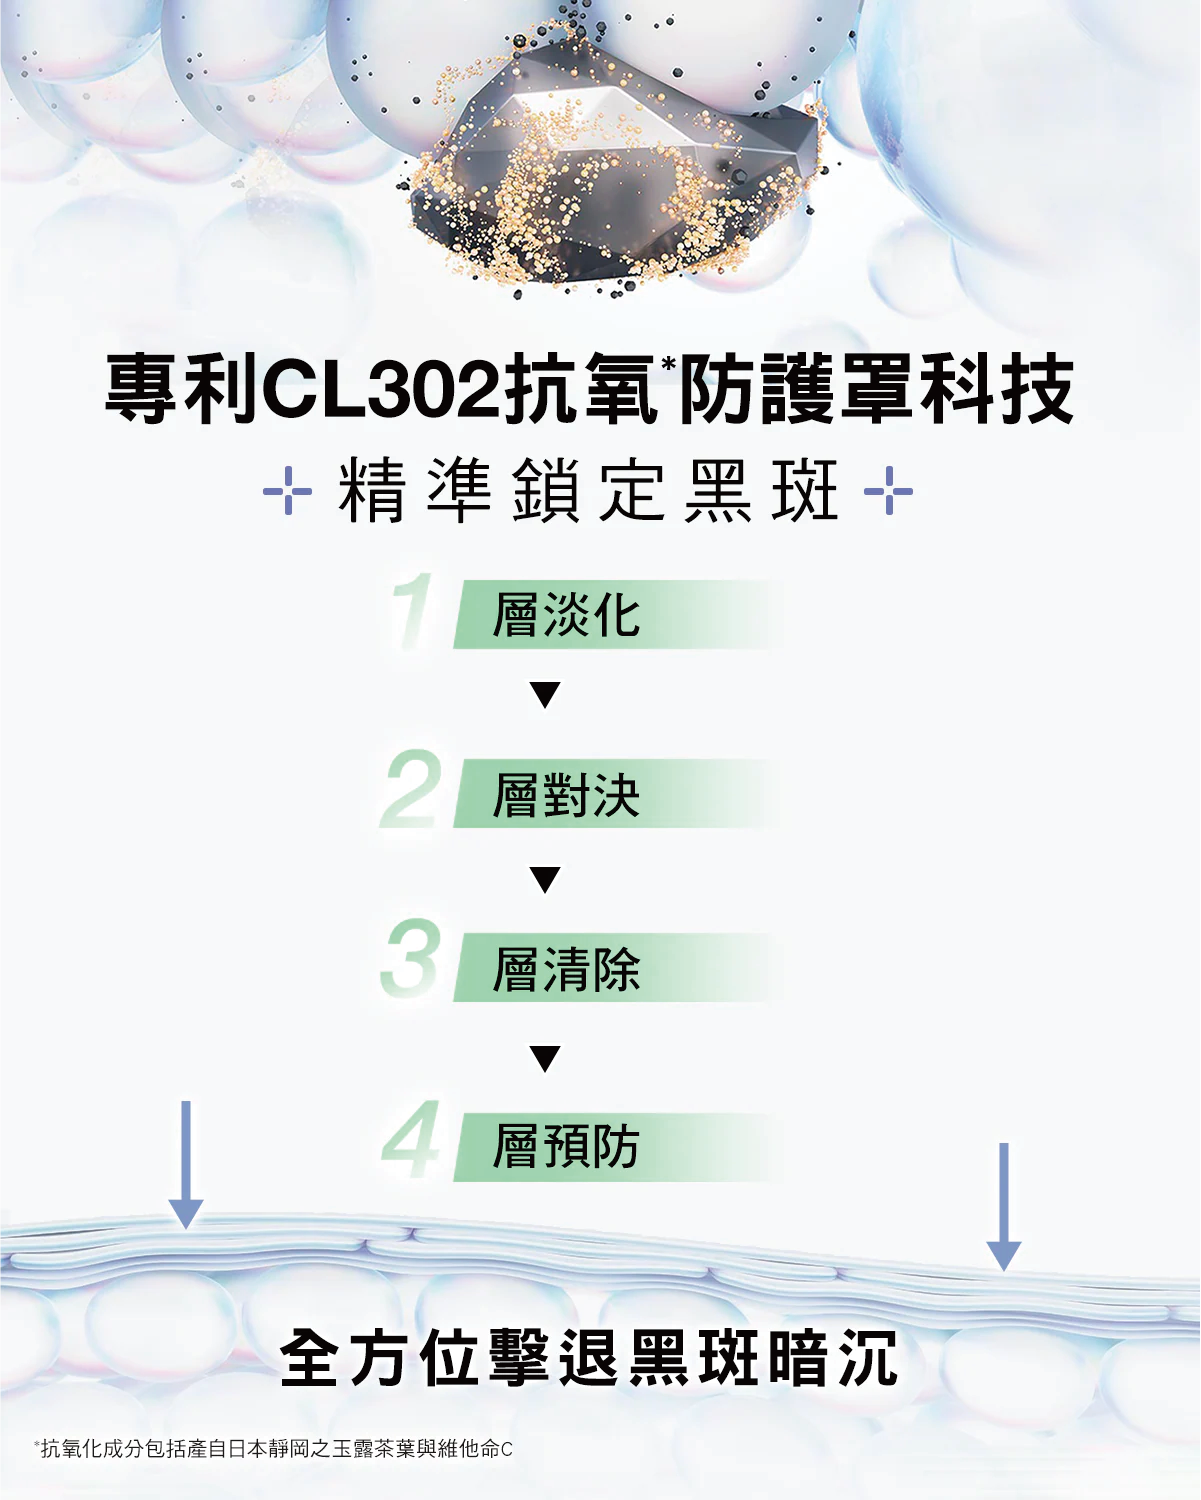 專利CL302抗氧*防護罩科技
精準鎖定黑斑
1 層淡化
2 層對決
3 層清除
4 層預防
全方位擊退黑斑暗沉
*抗氧化成分包括產自日本靜岡之玉露茶葉與維他命C